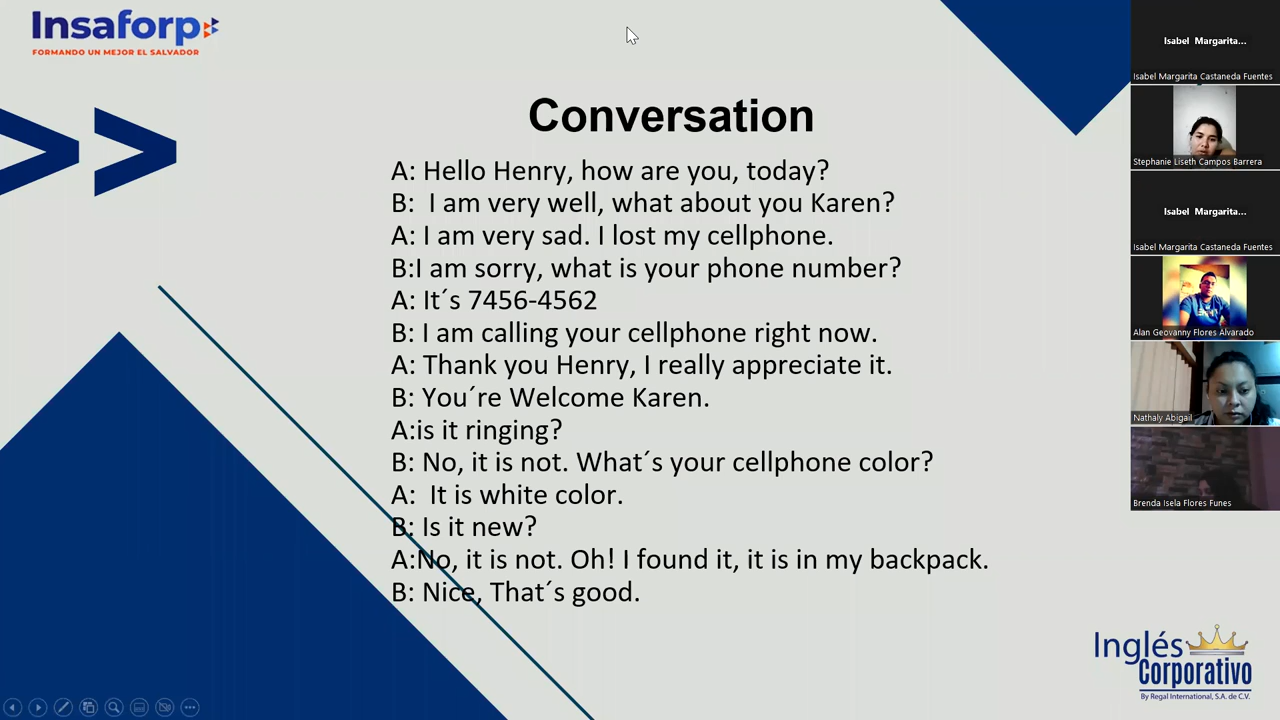 Insaforp
FORMANDO UN MEJOR EL SALVADOR
Conversation
A: Hello Henry, how are you, today?
B:  I am very well, what about you Karen?
A: I am very sad. I lost my cellphone.
B:I am sorry, what is your phone number?
A: It´s 7456-4562
B: I am calling your cellphone right now.
A: Thank you Henry, I really appreciate it.
B: You´re Welcome Karen.
A:is it ringing?
B: No, it is not. What´s your cellphone color?
A:  It is white color.
B: Is it new?
A:No, it is not. Oh! I found it, it is in my backpack.
B: Nice, That´s good.
Inglés
Corporativo
By Regal International, S.A. de C.V.
Isabel Margarita...
Isabel Margarita Castaneda Fuentes
Stephanie Liseth Campos Barrera
Isabel Margarita...
Isabel Margarita Castaneda Fuentes
Alan Geovanny Flores Alvarado
Nathaly Abigail
Brenda Isela Flores Funes